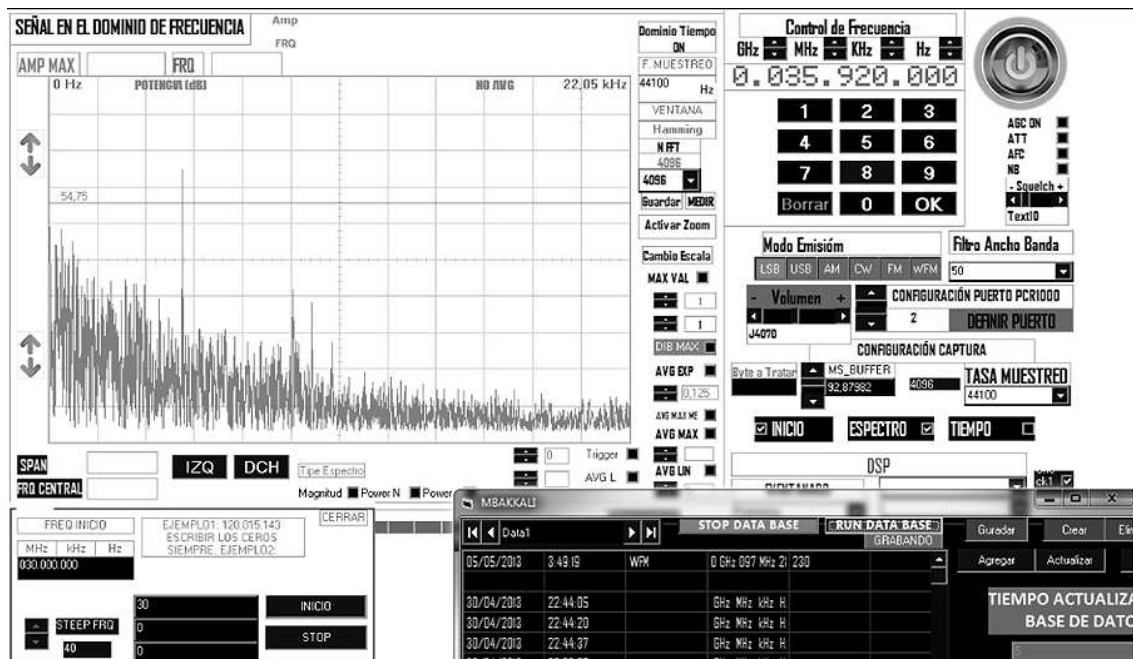 SEÑAL EN EL DOMINIO DE FRECUENCIA
Amp
FRQ
AMP MAX
FRQ
0 Hz
POTENCIA (dB)
NO AVG
22,05 kHz
54,75
SPAN
FRQ CENTRAL
IZQ
DCH
Tipe Espectro
Magnitud
Power N
Power
0
Trigger
AVG L
Dominio Tiempo
ON
F. MUESTREO
44100
Hz
VENTANA
Hamming
N FFT
4096
4096
Guardar
MEDIR
Activar Zoom
Cambio Escala
MAX VAL
1
1
DIB MAX
AVG EXP
0,125
AVG MAX ME
AVG MAX
AVG LIN
Control de Frecuencia
GHz
MHz
KHz
Hz
0.035.920.000
1 2 3
4 5 6
7 8 9
Borrar 0 OK
AGC ON
ATT
AFC
NB
- Squelch +
Text10
Modo Emisióm
LSB USB AM CW FM WFM
Filtro Ancho Banda
50
- Volumen +
J4070
CONFIGURACIÓN PUERTO PCR1000
2
DEFINIR PUERTO
CONFIGURACIÓN CAPTURA
Byte a Tratar
MS_BUFFER
92,87982
4096
TASA MUESTREO
44100
INICIO
ESPECTRO
TIEMPO
DSP
ck1
FREQ INICIO
MHz kHz Hz
030.000.000
EJEMPLO1: 120.015.143
ESCRIBIR LOS CEROS
SIEMPRE, EJEMPLO2:
CERRAR
STEEP FRQ
40
30
0
0
INICIO
STOP
MBAKKALI
Data1
STOP DATA BASE
RUN DATA BASE
GRABANDO
05/05/2013 3:49:19 WFM 0 GHz 097 MHz 2 230
30/04/2013 22:44:05 GHz MHz kHz H
30/04/2013 22:44:20 GHz MHz kHz H
30/04/2013 22:44:37 GHz MHz kHz H
Guradar
Crear
Elin
Agregar
Actualizar
TIEMPO ACTUALIZA
BASE DE DATO
5